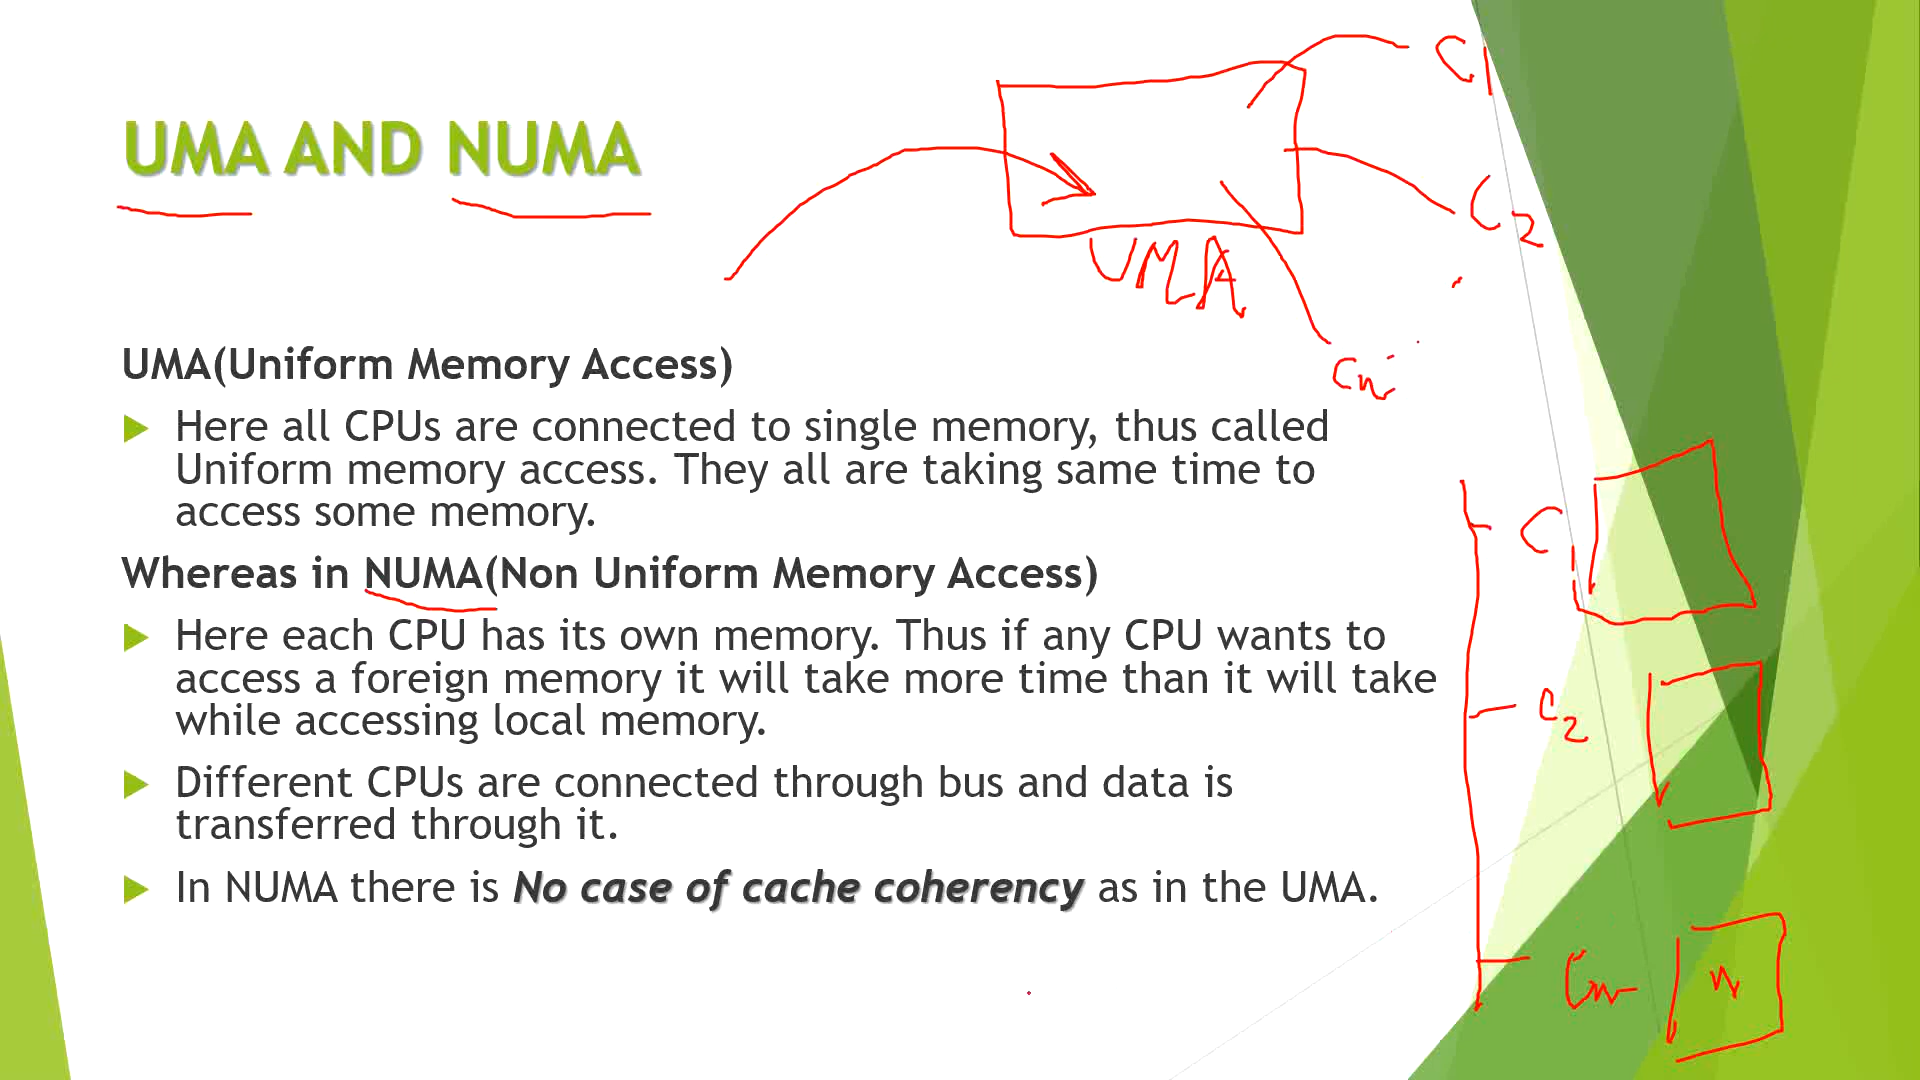 UMA AND NUMA
C1
C2
UMA
Cn
UMA(Uniform Memory Access)
Here all CPUs are connected to single memory, thus called
Uniform memory access. They all are taking same time to
access some memory.
Whereas in NUMA(Non Uniform Memory Access)
Here each CPU has its own memory. Thus if any CPU wants to
access a foreign memory it will take more time than it will take
while accessing local memory.
Different CPUs are connected through bus and data is
transferred through it.
In NUMA there is No case of cache coherency as in the UMA.
C1
C2
Cn
n